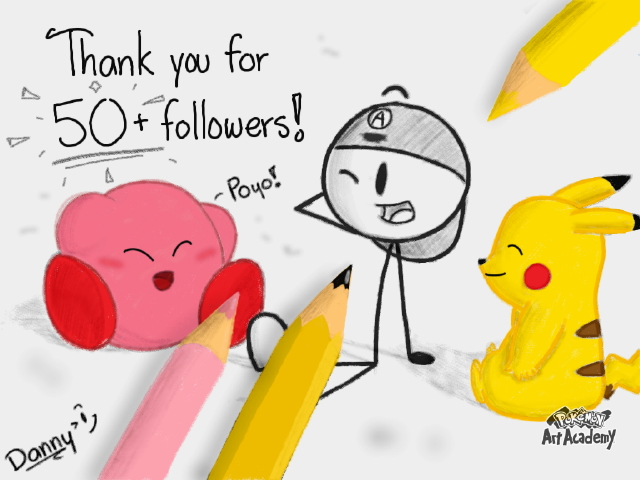 Thank you for
50+ followers!
Poyo!
A
Danny
POKÉMON
Art Academy